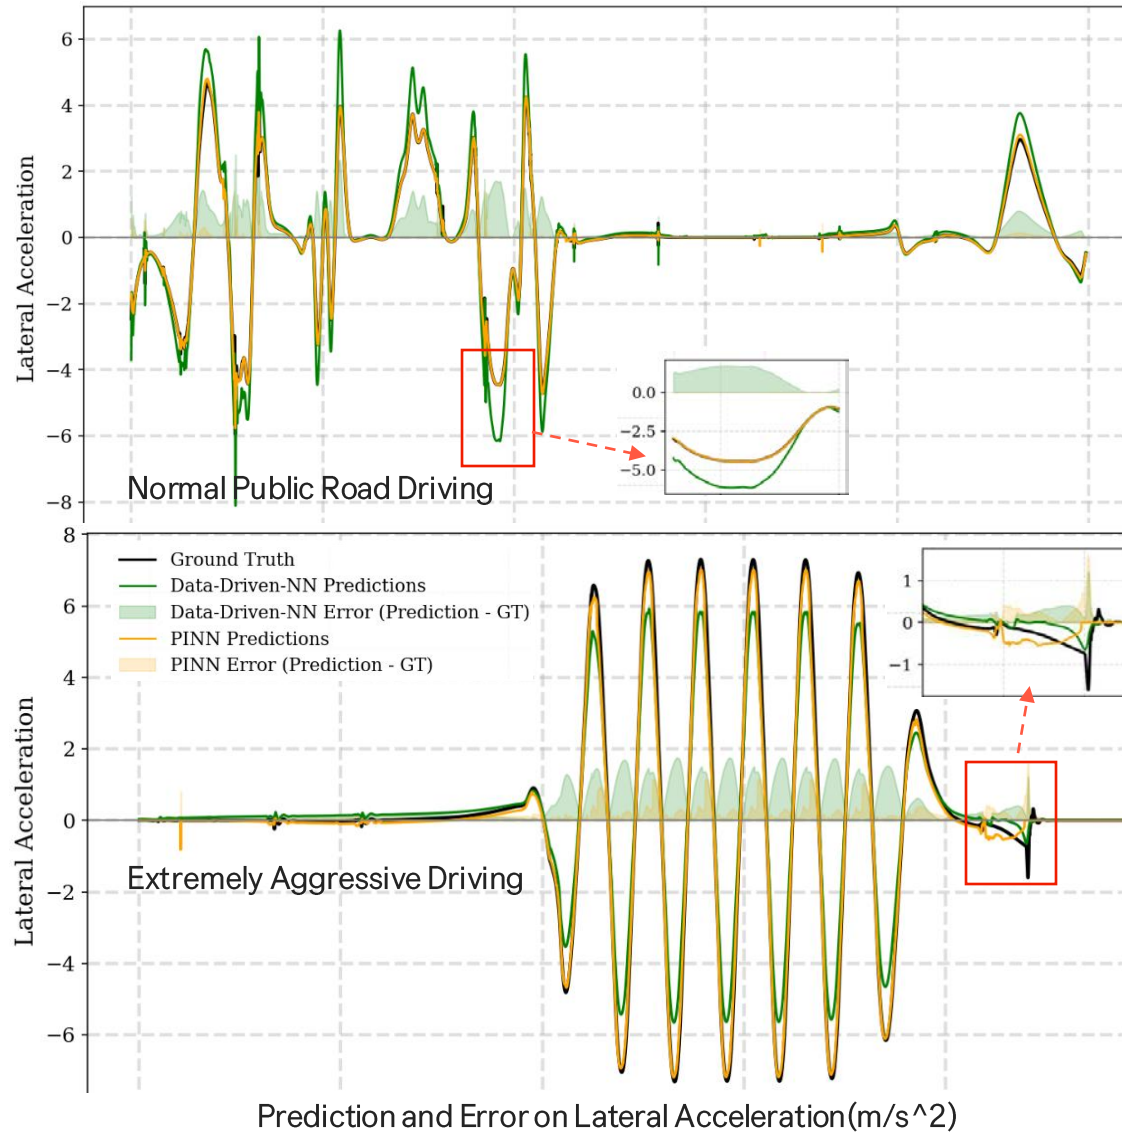 6
4
2
0
−2
−4
−6
−8
Lateral Acceleration
0.0
−2.5
−5.0
Normal Public Road Driving
8
6
4
2
0
−2
−4
−6
Lateral Acceleration
Ground Truth
Data-Driven-NN Predictions
Data-Driven-NN Error (Prediction - GT)
PINN Predictions
PINN Error (Prediction - GT)
1
0
−1
Extremely Aggressive Driving
Prediction and Error on Lateral Acceleration(m/s^2)